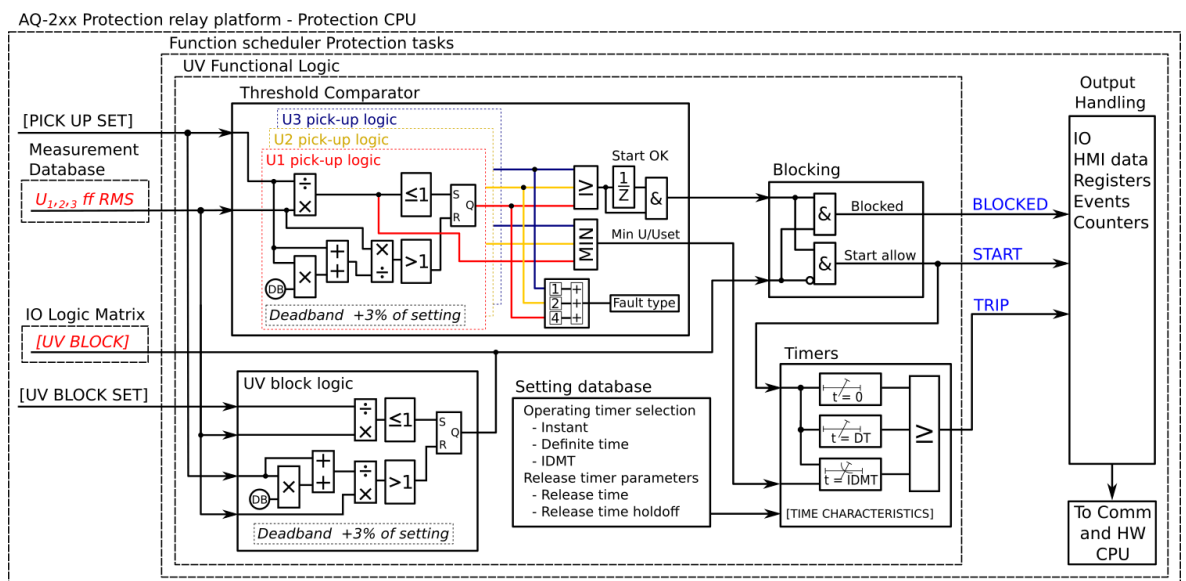 AQ-2xx Protection relay platform - Protection CPU
Function scheduler Protection tasks
UV Functional Logic
Threshold Comparator
[PICK UP SET]
Measurement
Database
U₁,₂,₃ ff RMS
IO Logic Matrix
[UV BLOCK]
[UV BLOCK SET]
U3 pick-up logic
U2 pick-up logic
U1 pick-up logic
÷
×
≤1
S
R
Q
+
+
×
÷
>1
×
DB
Deadband +3% of setting
≥
Start OK
1
Z
&
MIN
Min U/Uset
1 +
2 +
4 +
Fault type
Blocking
&
Blocked
&
Start allow
BLOCKED
START
TRIP
Output
Handling
IO
HMI data
Registers
Events
Counters
To Comm
and HW
CPU
UV block logic
÷
×
≤1
S
R
Q
+
+
÷
×
>1
×
DB
Deadband +3% of setting
Setting database
Operating timer selection
- Instant
- Definite time
- IDMT
Release timer parameters
- Release time
- Release time holdoff
Timers
t = 0
t = DT
t = IDMT
≥
[TIME CHARACTERISTICS]